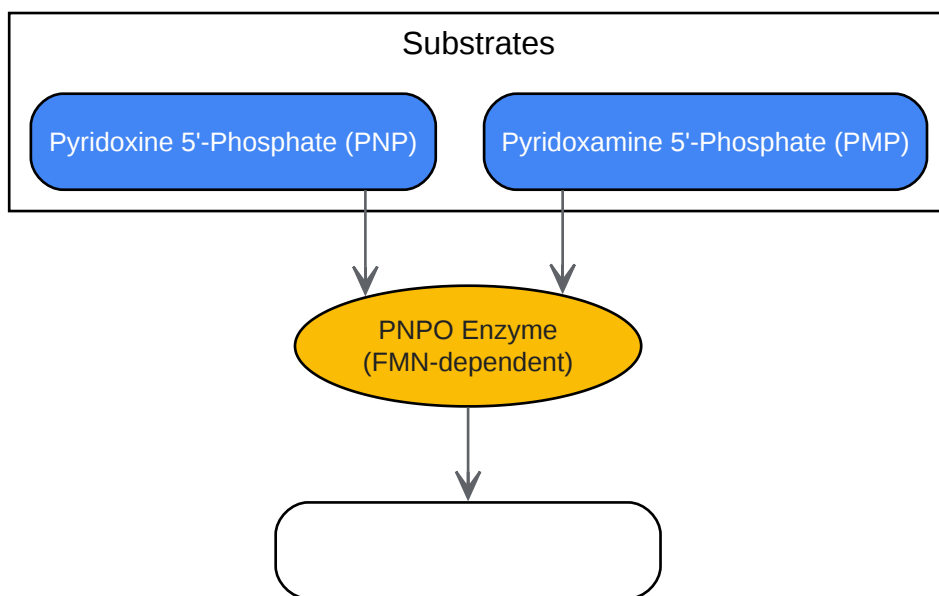 Substrates
Pyridoxine 5'-Phosphate (PNP)
Pyridoxamine 5'-Phosphate (PMP)
PNPO Enzyme
(FMN-dependent)